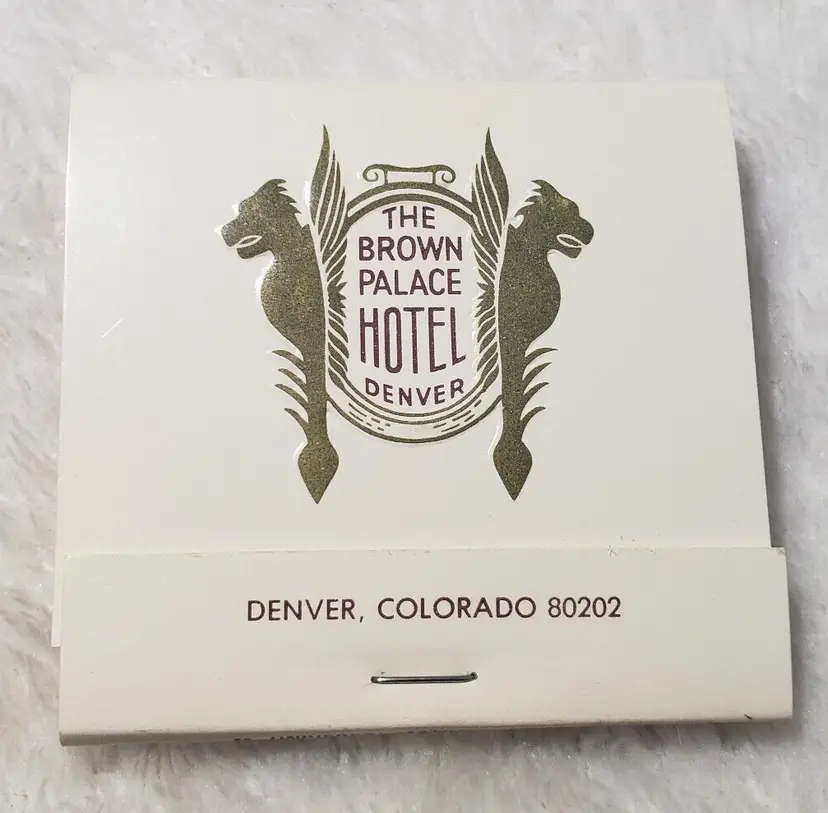 THE
BROWN
PALACE
HOTEL
DENVER
DENVER, COLORADO 80202